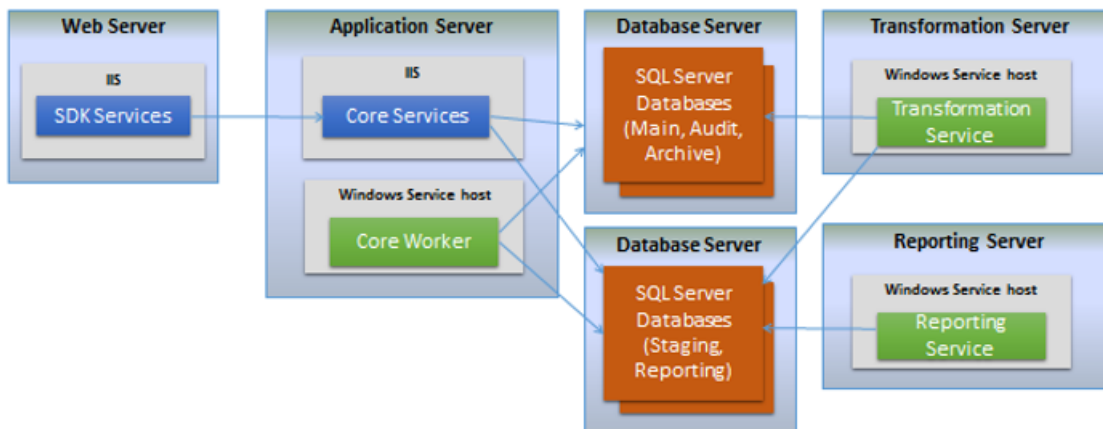 Web Server
IIS
SDK Services
Application Server
IIS
Core Services
Windows Service host
Core Worker
Database Server
SQL Server
Databases
(Main, Audit,
Archive)
Database Server
SQL Server
Databases
(Staging,
Reporting)
Transformation Server
Windows Service host
Transformation
Service
Reporting Server
Windows Service host
Reporting
Service